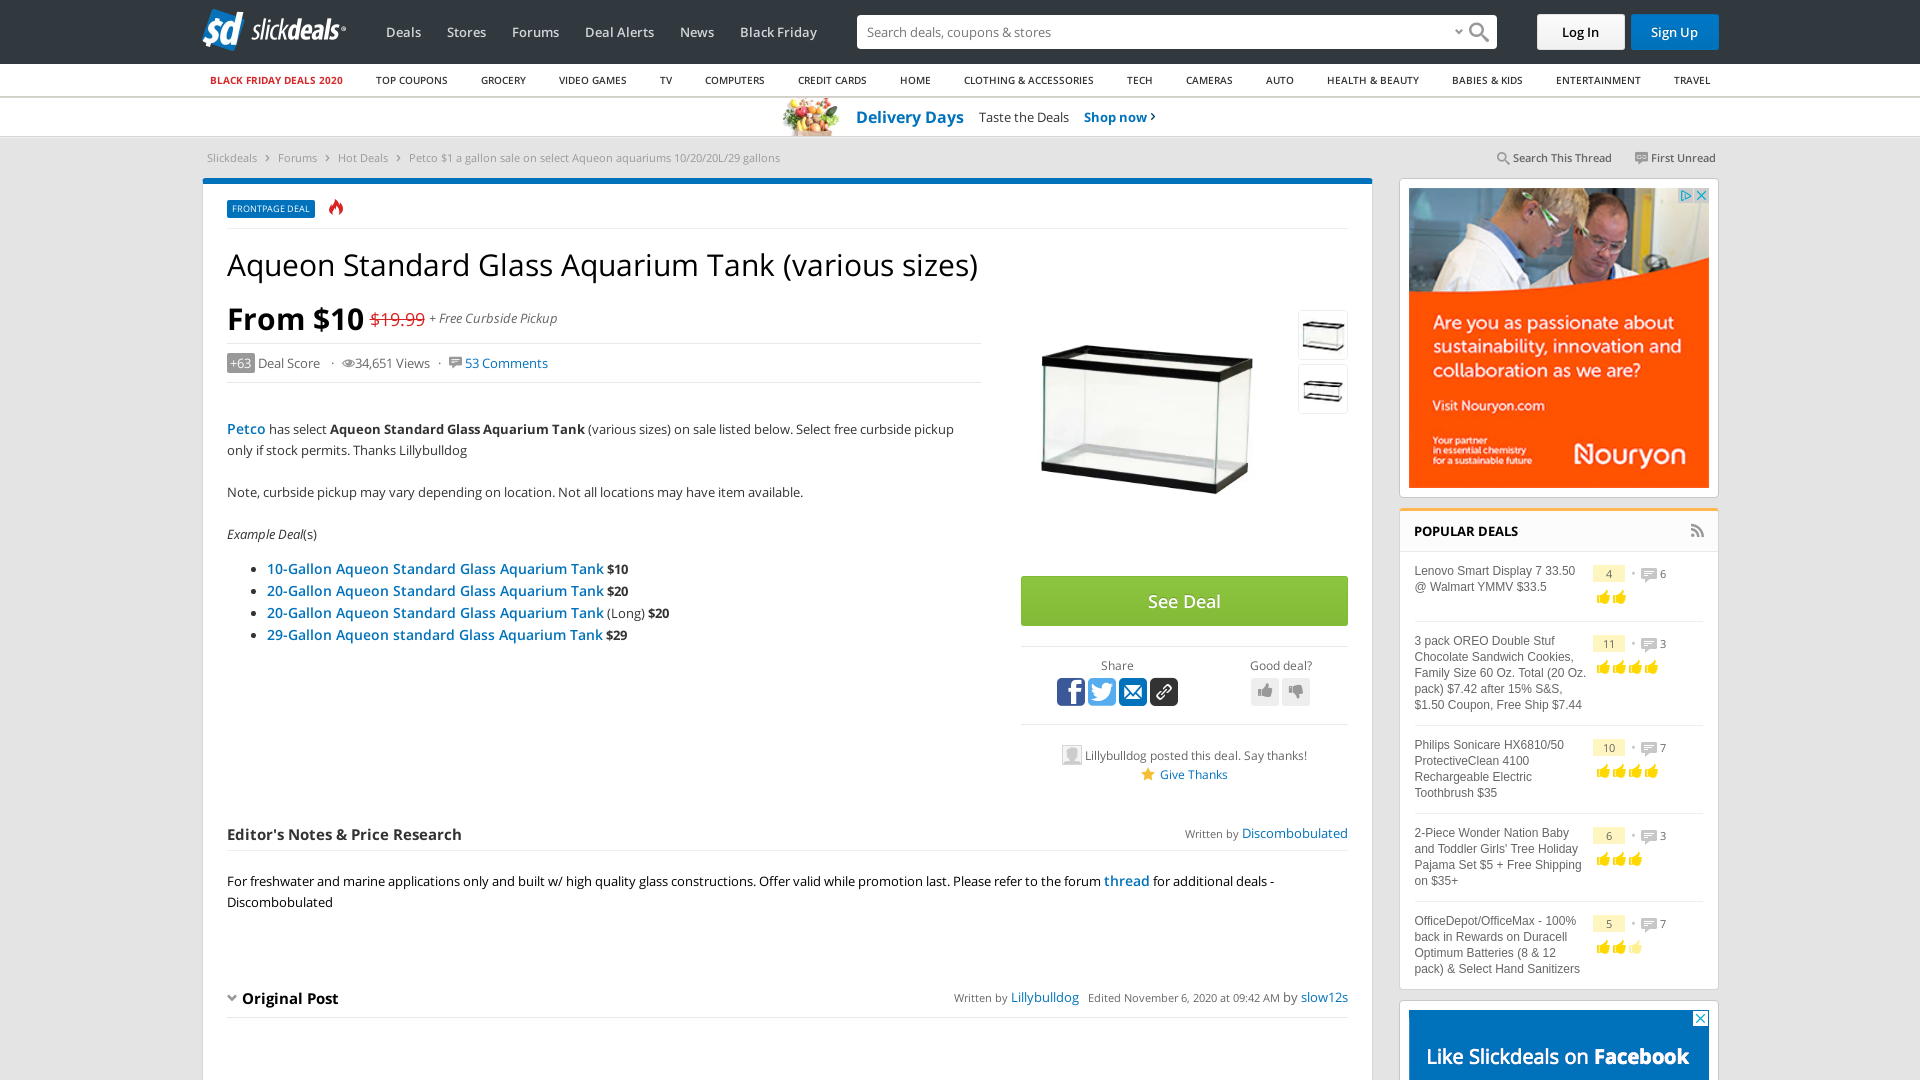 sd slickdeals
Deals Stores Forums Deal Alerts News Black Friday
Search deals, coupons & stores
Log In Sign Up
BLACK FRIDAY DEALS 2020 TOP COUPONS GROCERY VIDEO GAMES TV COMPUTERS CREDIT CARDS HOME CLOTHING & ACCESSORIES TECH CAMERAS AUTO HEALTH & BEAUTY BABIES & KIDS ENTERTAINMENT TRAVEL
Delivery Days Taste the Deals Shop now
Slickdeals Forums Hot Deals Petco $1 a gallon sale on select Aqueon aquariums 10/20/20L/29 gallons
Search This Thread First Unread
FRONTPAGE DEAL
Aqueon Standard Glass Aquarium Tank (various sizes)
From $10 $19.99 + Free Curbside Pickup
+63 Deal Score · 34,651 Views · 53 Comments
Petco has select Aqueon Standard Glass Aquarium Tank (various sizes) on sale listed below. Select free curbside pickup
only if stock permits. Thanks Lillybulldog
Note, curbside pickup may vary depending on location. Not all locations may have item available.
Example Deal(s)
• 10-Gallon Aqueon Standard Glass Aquarium Tank $10
• 20-Gallon Aqueon Standard Glass Aquarium Tank $20
• 20-Gallon Aqueon Standard Glass Aquarium Tank (Long) $20
• 29-Gallon Aqueon standard Glass Aquarium Tank $29
See Deal
Share
Good deal?
Lillybulldog posted this deal. Say thanks!
Give Thanks
Editor's Notes & Price Research
Written by Discombobulated
For freshwater and marine applications only and built w/ high quality glass constructions. Offer valid while promotion last. Please refer to the forum thread for additional deals -
Discombobulated
Original Post
Written by Lillybulldog Edited November 6, 2020 at 09:42 AM by slow12s
Are you as passionate about
sustainability, innovation and
collaboration as we are?
Visit Nouryon.com
Your partner
in essential chemistry
for a sustainable future
Nouryon
POPULAR DEALS
Lenovo Smart Display 7 33.50
@ Walmart YMMV $33.5
4 • 6
3 pack OREO Double Stuf
Chocolate Sandwich Cookies,
Family Size 60 Oz. Total (20 Oz.
pack) $7.42 after 15% S&S,
$1.50 Coupon, Free Ship $7.44
11 • 3
Philips Sonicare HX6810/50
ProtectiveClean 4100
Rechargeable Electric
Toothbrush $35
10 • 7
2-Piece Wonder Nation Baby
and Toddler Girls' Tree Holiday
Pajama Set $5 + Free Shipping
on $35+
6 • 3
OfficeDepot/OfficeMax - 100%
back in Rewards on Duracell
Optimum Batteries (8 & 12
pack) & Select Hand Sanitizers
5 • 7
Like Slickdeals on Facebook